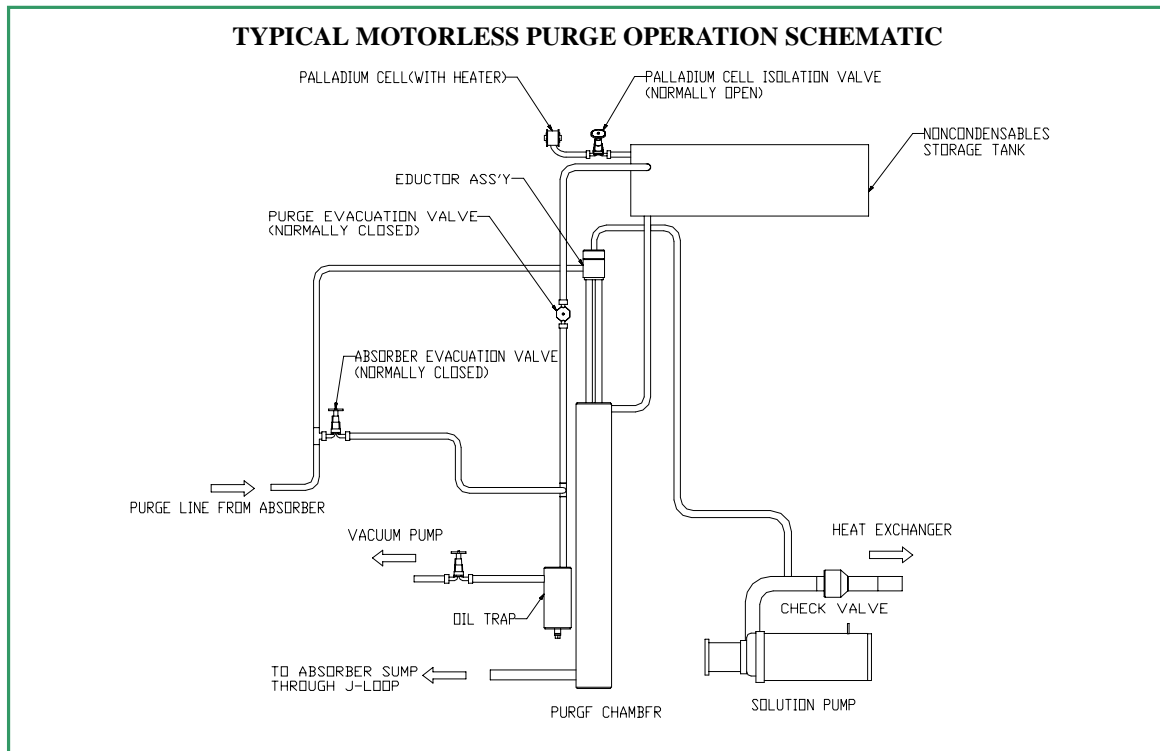 TYPICAL MOTORLESS PURGE OPERATION SCHEMATIC
PALLADIUM CELL(WITH HEATER)
PALLADIUM CELL ISOLATION VALVE
(NORMALLY OPEN)
NONCONDENSABLES
STORAGE TANK
EDUCTOR ASS'Y
PURGE EVACUATION VALVE
(NORMALLY CLOSED)
ABSORBER EVACUATION VALVE
(NORMALLY CLOSED)
PURGE LINE FROM ABSORBER
VACUUM PUMP
HEAT EXCHANGER
OIL TRAP
CHECK VALVE
TO ABSORBER SUMP
THROUGH J-LOOP
PURGE CHAMBER
SOLUTION PUMP